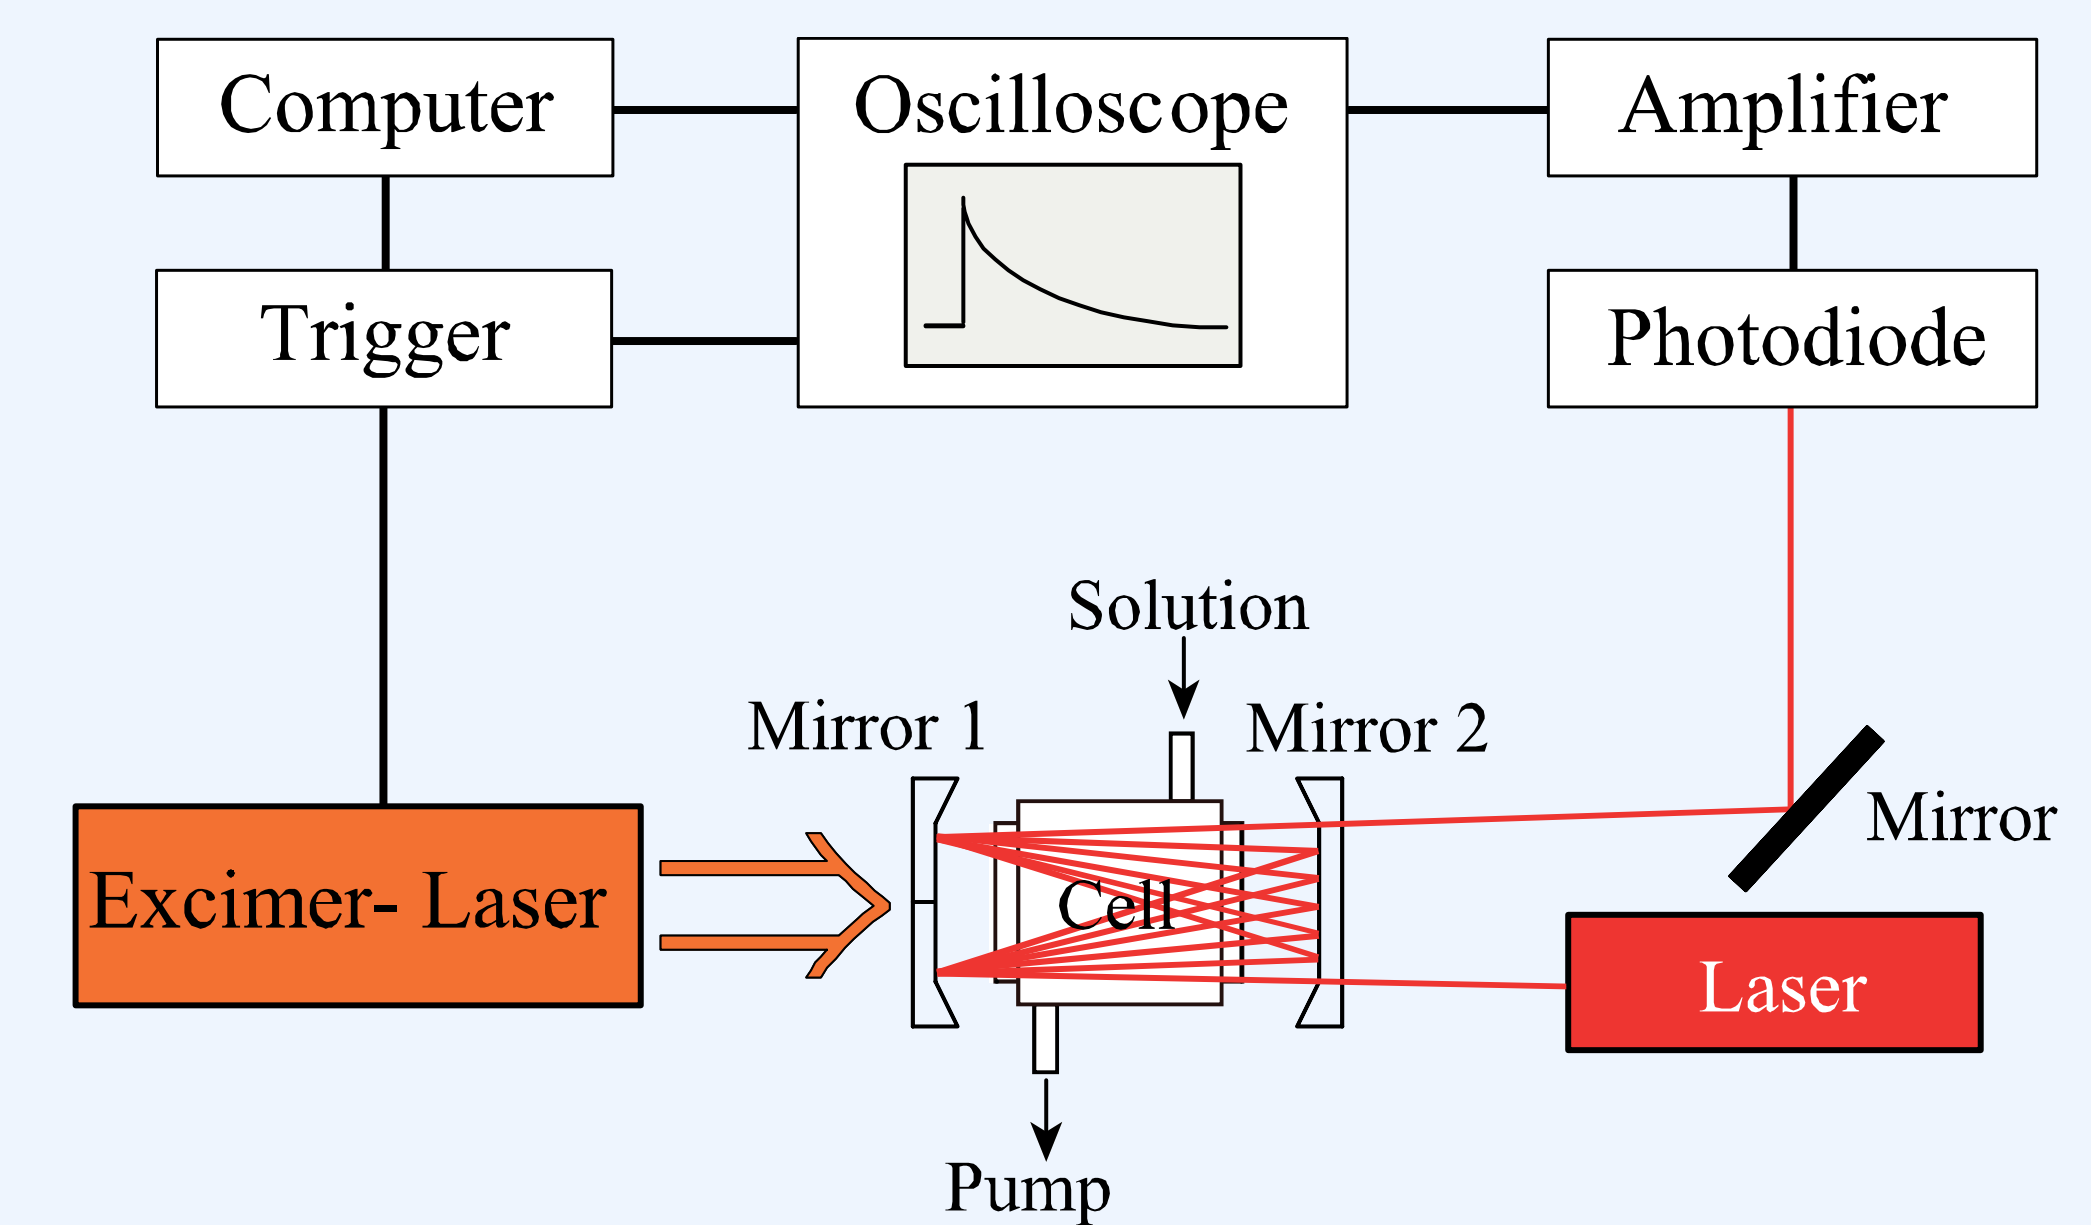 Computer
Oscilloscope
Amplifier
Trigger
Photodiode
Solution
Mirror 1
Mirror 2
Mirror
Excimer- Laser
Cell
Laser
Pump